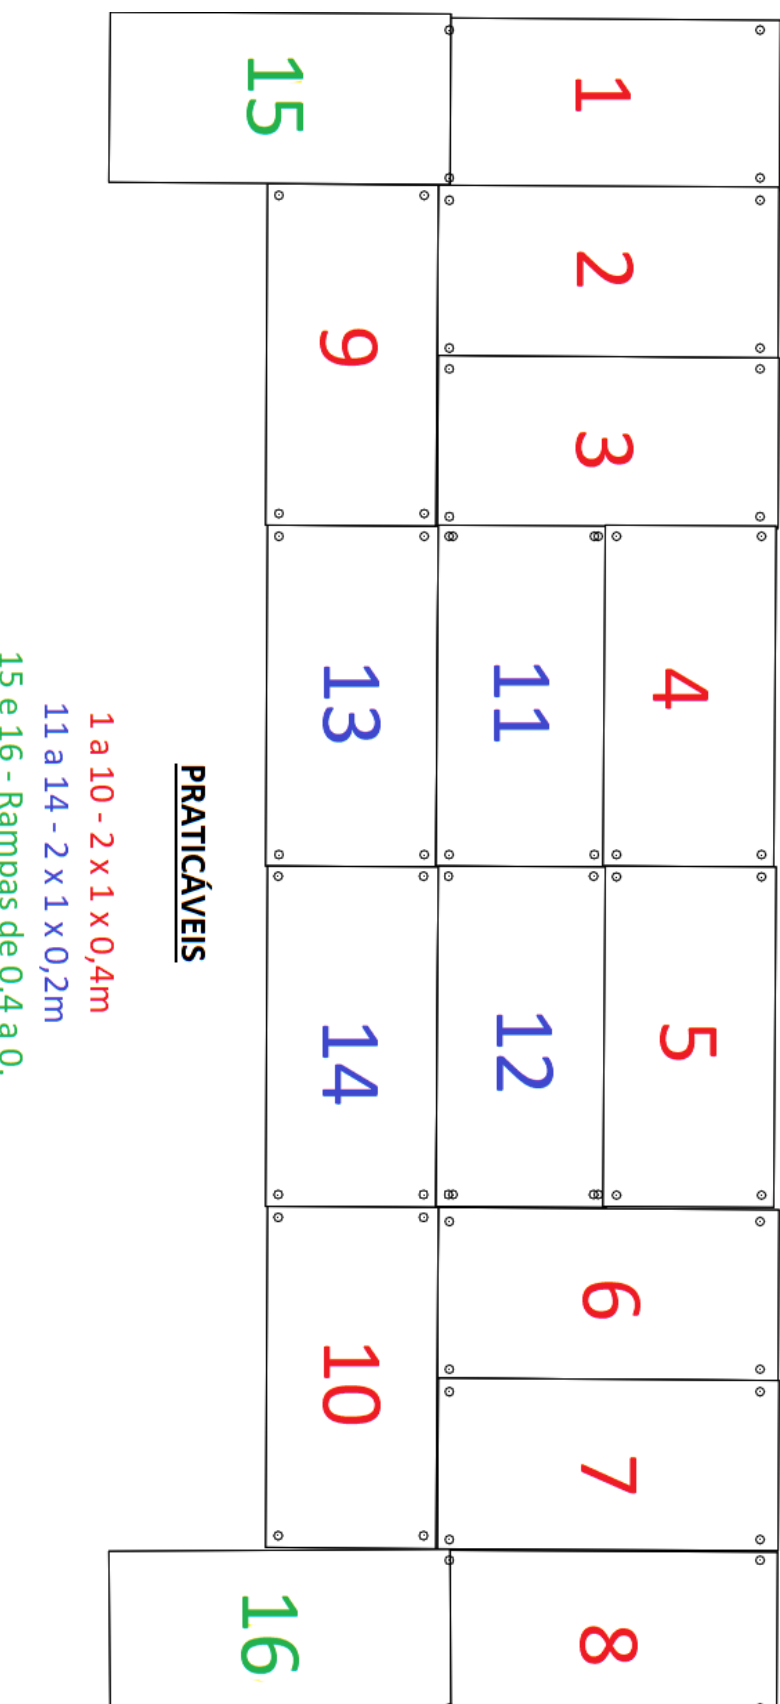 1 2 3 4 5 6 7 8
11 12
9 13 14 10
15 16
PRATICÁVEIS
1 a 10 - 2 x 1 x 0,4m
11 a 14 - 2 x 1 x 0,2m
15 e 16 - Rampas de 0,4 a 0.